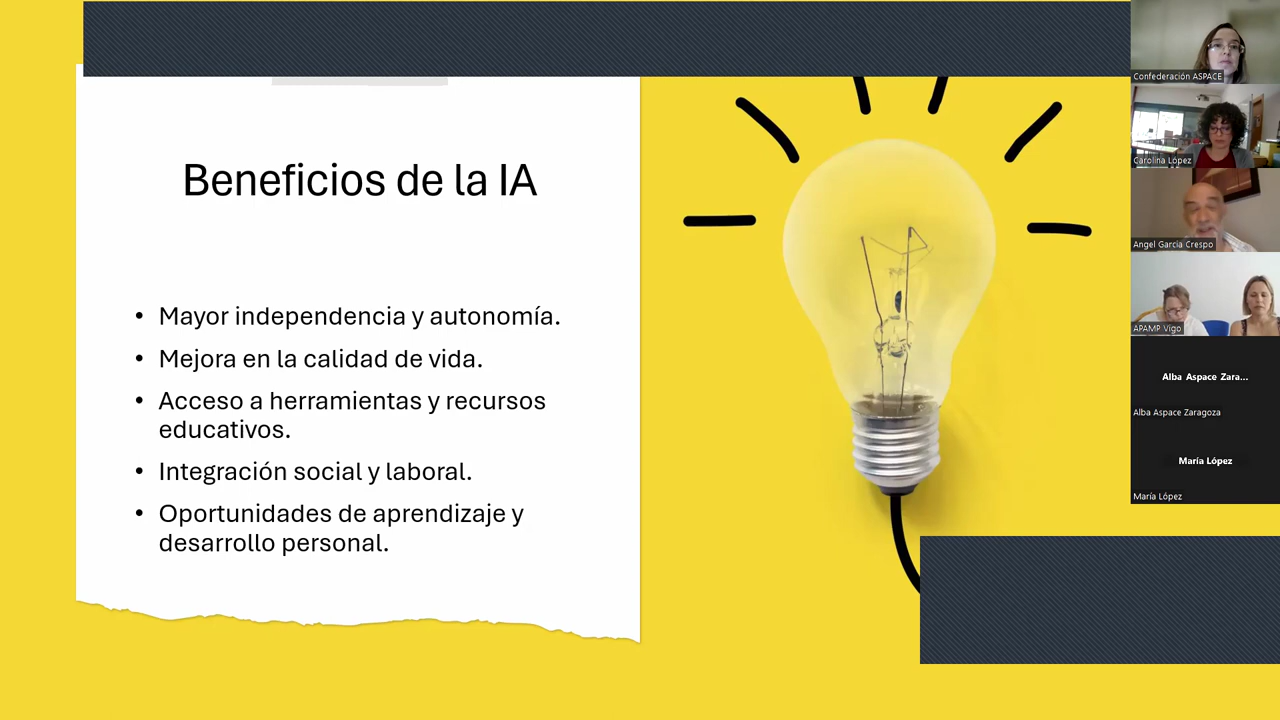 Beneficios de la IA
• Mayor independencia y autonomía.
• Mejora en la calidad de vida.
• Acceso a herramientas y recursos
educativos.
• Integración social y laboral.
• Oportunidades de aprendizaje y
desarrollo personal.
Confederación ASPACE
Carolina López
Angel García Crespo
APAMP Vigo
Alba Aspace Zara...
Alba Aspace Zaragoza
María López
María López